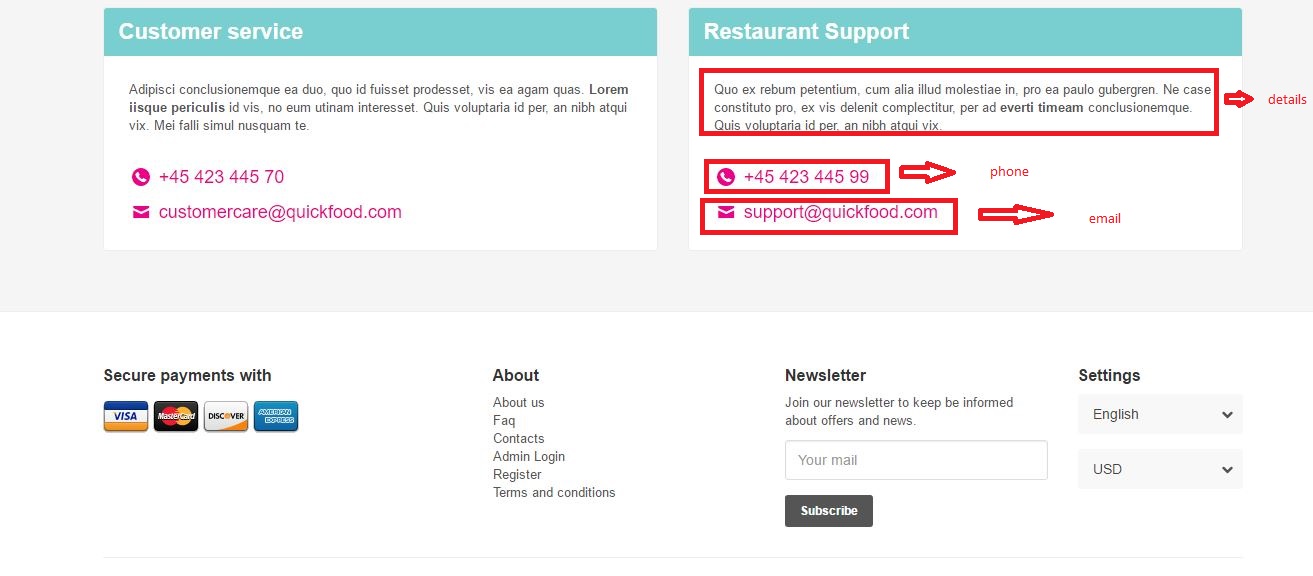 Customer service
Adipisci conclusionemque ea duo, quo id fuisset prodesset, vis ea agam quas. Lorem
iisque periculis id vis, no eum utinam interesset. Quis voluptaria id per, an nibh atqui
vix. Mei falli simul nusquam te.
+45 423 445 70
customercare@quickfood.com
Restaurant Support
Quo ex rebum petentium, cum alia illud molestiae in, pro ea paulo gubergren. Ne case
constituto pro, ex vis delenit complectitur, per ad everti timeam conclusionemque.
Quis voluptaria id per, an nibh atqui vix.
details
+45 423 445 99
phone
support@quickfood.com
email
Secure payments with
VISA
MasterCard
DISCOVER
AMERICAN
EXPRESS
About
About us
Faq
Contacts
Admin Login
Register
Terms and conditions
Newsletter
Join our newsletter to keep be informed
about offers and news.
Your mail
Subscribe
Settings
English
USD